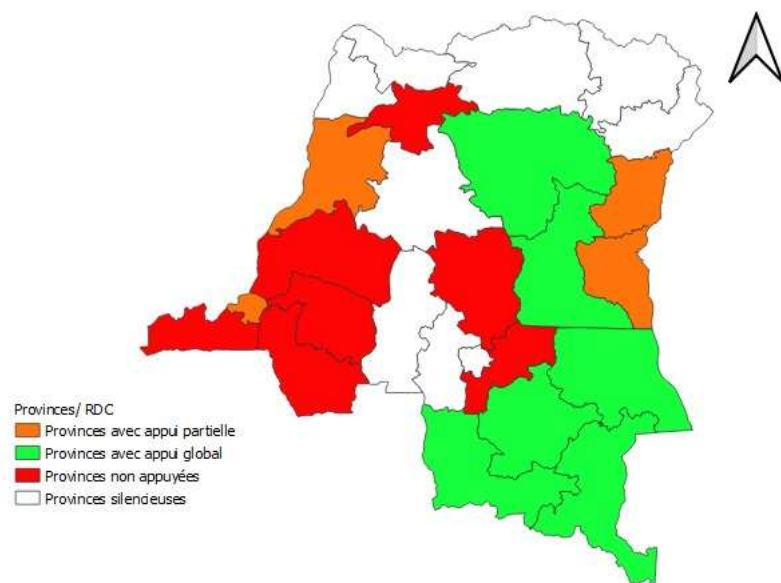 Provinces/ RDC
Provinces avec appui partielle
Provinces avec appui global
Provinces non appuyées
Provinces silencieuses